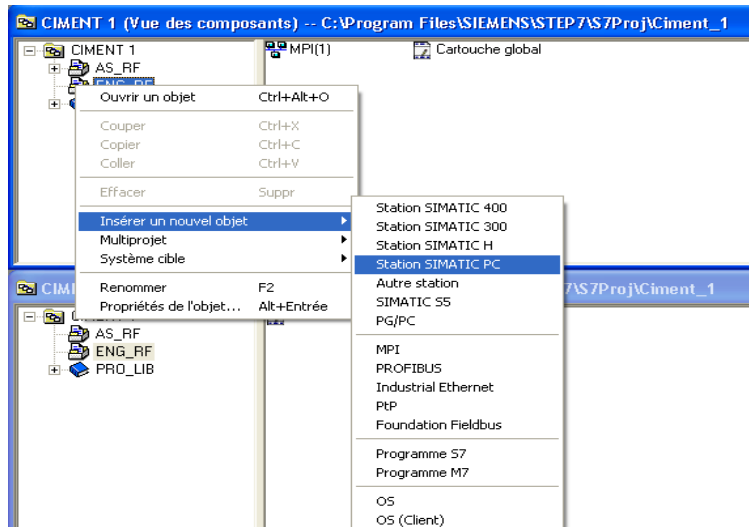 CIMENT 1 (Vue des composants) -- C:\Program Files\SIEMENS\STEP7\S7Proj\Ciment_1
CIMENT 1
AS_RF
ENG_RF
MPI(1)
Cartouche global
Ouvrir un objet Ctrl+Alt+O
Couper Ctrl+X
Copier Ctrl+C
Coller Ctrl+V
Effacer Suppr
Insérer un nouvel objet
Multiprojet
Système cible
Renommer F2
Propriétés de l'objet... Alt+Entrée
Station SIMATIC 400
Station SIMATIC 300
Station SIMATIC H
Station SIMATIC PC
Autre station
SIMATIC S5
PG/PC
MPI
PROFIBUS
Industrial Ethernet
PtP
Foundation Fieldbus
Programme S7
Programme M7
OS
OS (Client)
CIM
7\S7Proj\Ciment_1
AS_RF
ENG_RF
PRO_LIB